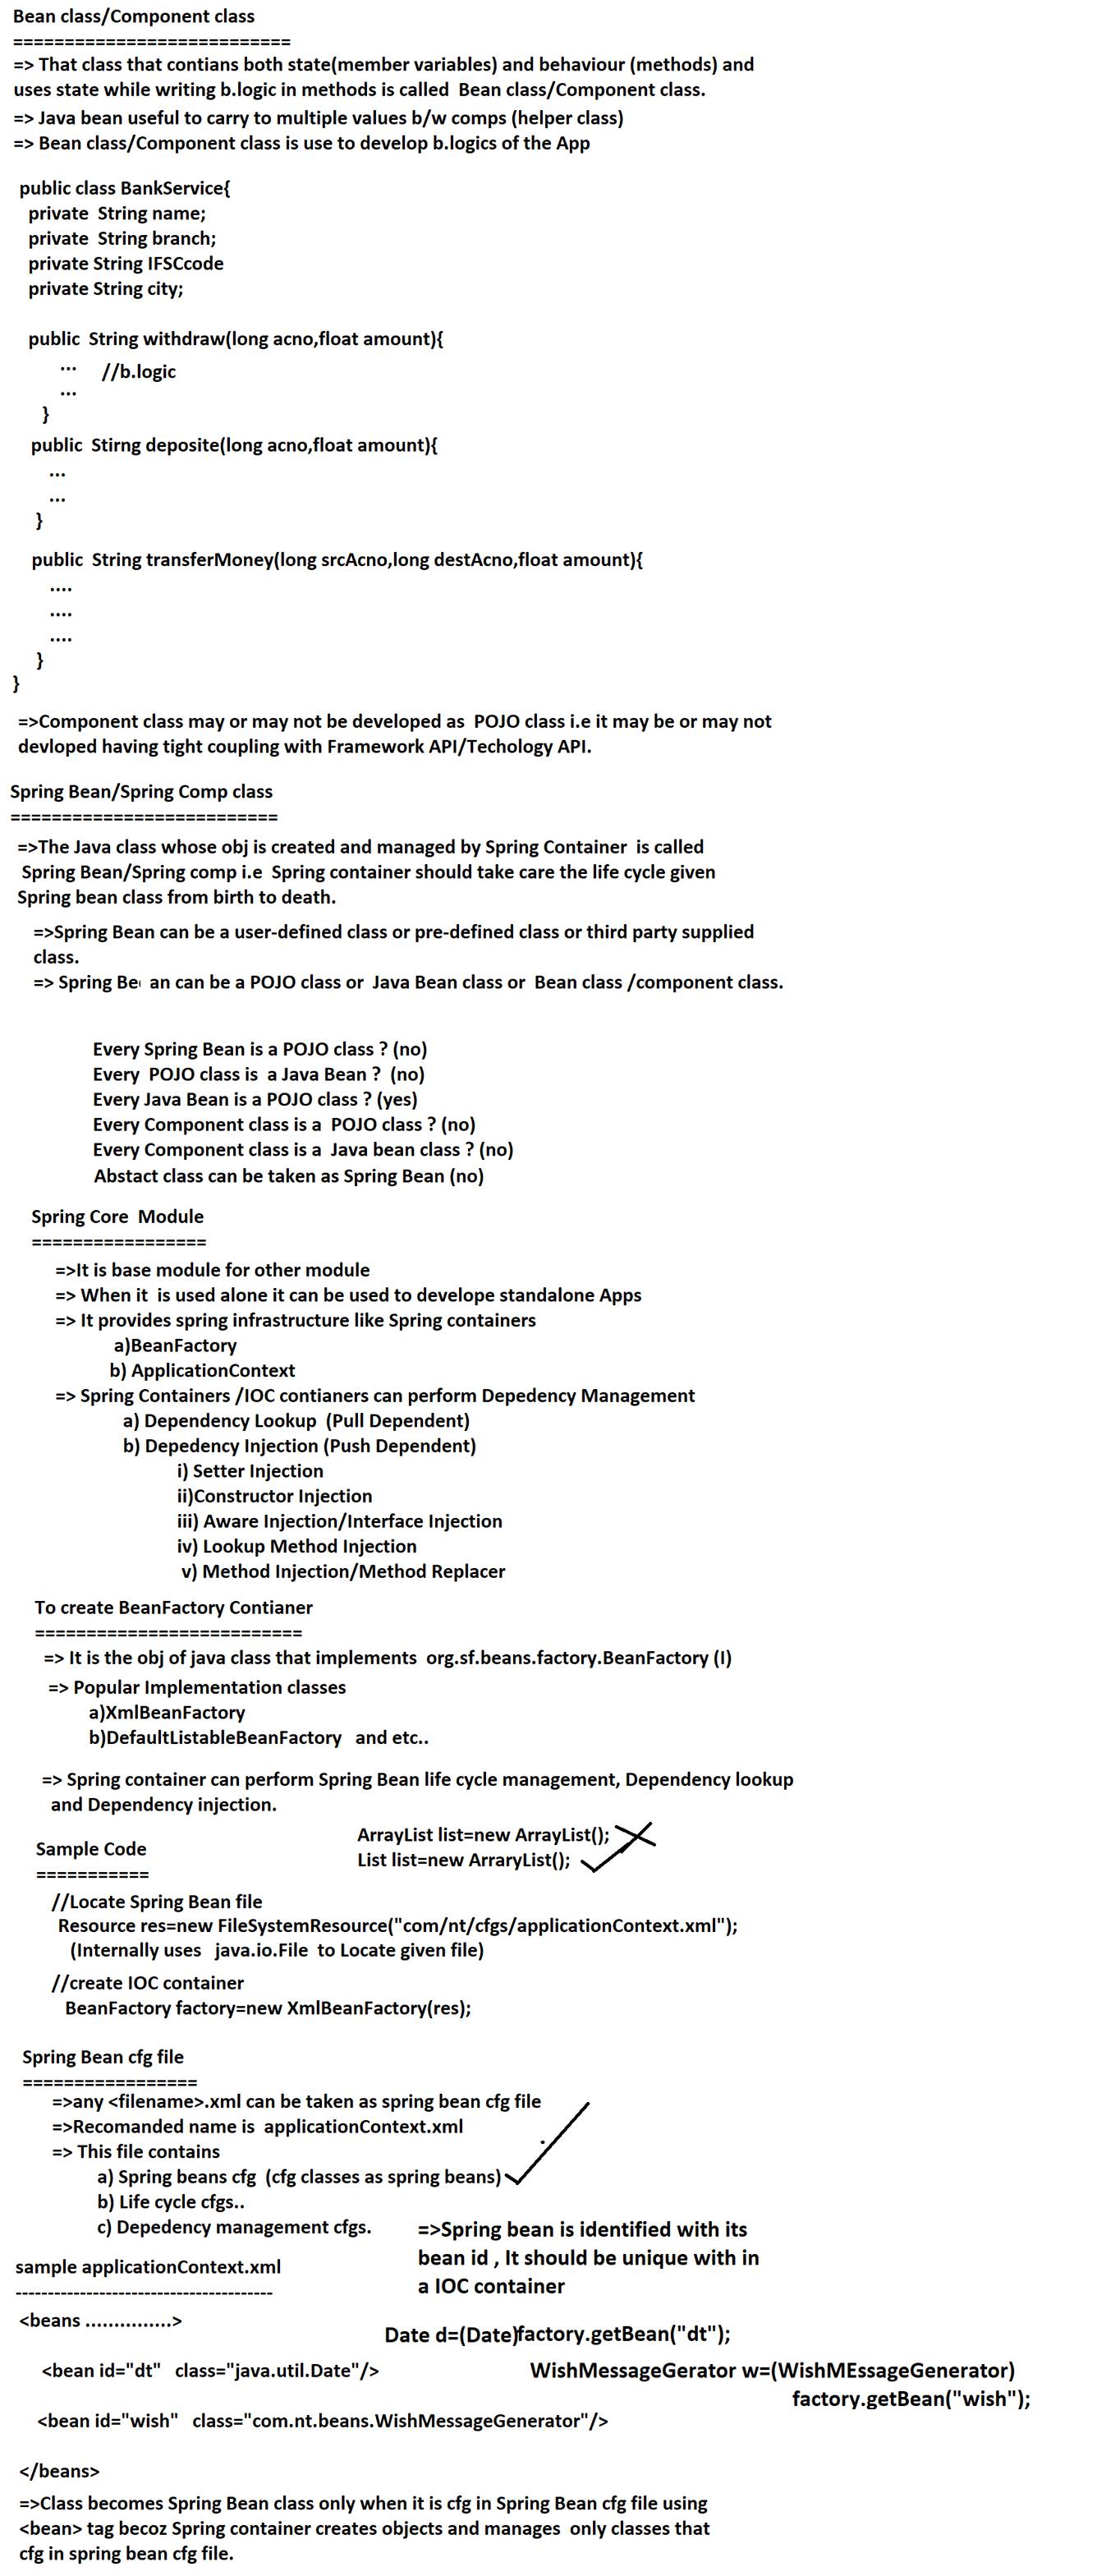 Bean class/Component class
===========================
=> That class that contians both state(member variables) and behaviour (methods) and
uses state while writing b.logic in methods is called  Bean class/Component class.
=> Java bean useful to carry to multiple values b/w comps (helper class)
=> Bean class/Component class is use to develop b.logics of the App
public class BankService{
private  String name;
private  String branch;
private String IFSCcode
private String city;
public  String withdraw(long acno,float amount){
...     //b.logic
...
}
public  Stirng deposite(long acno,float amount){
...
...
}
public  String transferMoney(long srcAcno,long destAcno,float amount){
....
....
....
}
}
=>Component class may or may not be developed as  POJO class i.e it may be or may not
devloped having tight coupling with Framework API/Techology API.
Spring Bean/Spring Comp class
==========================
=>The Java class whose obj is created and managed by Spring Container  is called
Spring Bean/Spring comp i.e  Spring container should take care the life cycle given
Spring bean class from birth to death.
=>Spring Bean can be a user-defined class or pre-defined class or third party supplied
class.
=> Spring Bean can be a POJO class or  Java Bean class or  Bean class /component class.
Every Spring Bean is a POJO class ? (no)
Every  POJO class is  a Java Bean ?  (no)
Every Java Bean is a POJO class ? (yes)
Every Component class is a  POJO class ? (no)
Every Component class is a  Java bean class ? (no)
Abstact class can be taken as Spring Bean (no)
Spring Core  Module
=================
=>It is base module for other module
=> When it  is used alone it can be used to develope standalone Apps
=> It provides spring infrastructure like Spring containers
a)BeanFactory
b) ApplicationContext
=> Spring Containers /IOC contianers can perform Depedency Management
a) Dependency Lookup  (Pull Dependent)
b) Depedency Injection (Push Dependent)
i) Setter Injection
ii)Constructor Injection
iii) Aware Injection/Interface Injection
iv) Lookup Method Injection
v) Method Injection/Method Replacer
To create BeanFactory Contianer
==========================
=> It is the obj of java class that implements  org.sf.beans.factory.BeanFactory (I)
=> Popular Implementation classes
a)XmlBeanFactory
b)DefaultListableBeanFactory   and etc..
=> Spring container can perform Spring Bean life cycle management, Dependency lookup
and Dependency injection.
ArrayList list=new ArrayList();
List list=new ArraryList();
Sample Code
===========
//Locate Spring Bean file
Resource res=new FileSystemResource("com/nt/cfgs/applicationContext.xml");
(Internally uses   java.io.File  to Locate given file)
//create IOC container
BeanFactory factory=new XmlBeanFactory(res);
Spring Bean cfg file
=================
=>any <filename>.xml can be taken as spring bean cfg file
=>Recomanded name is  applicationContext.xml
=> This file contains
a) Spring beans cfg  (cfg classes as spring beans)
b) Life cycle cfgs..
c) Depedency management cfgs.
=>Spring bean is identified with its
bean id , It should be unique with in
a IOC container
sample applicationContext.xml
----------------------------------------
<beans ...............>
Date d=(Date)factory.getBean("dt");
<bean id="dt"   class="java.util.Date"/>
WishMessageGerator w=(WishMEssageGenerator)
factory.getBean("wish");
<bean id="wish"   class="com.nt.beans.WishMessageGenerator"/>
</beans>
=>Class becomes Spring Bean class only when it is cfg in Spring Bean cfg file using
<bean> tag becoz Spring container creates objects and manages  only classes that
cfg in spring bean cfg file.